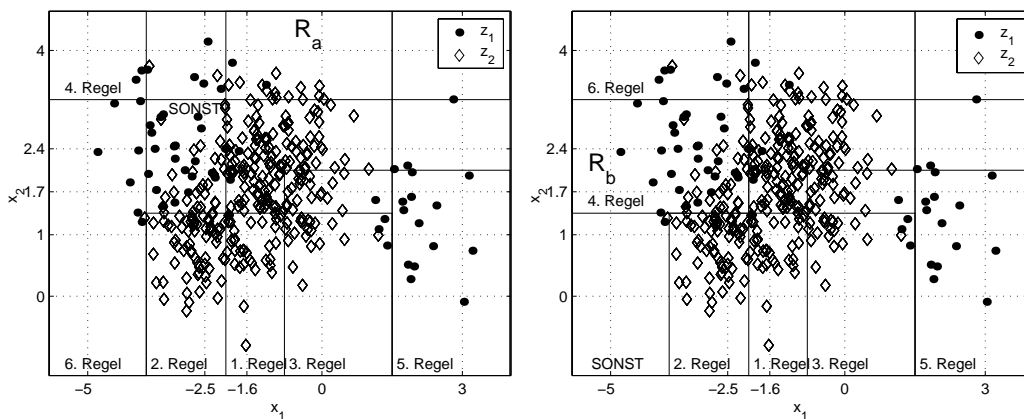 R_a
z_1
z_2
4
4. Regel
SONST
2.4
x_2
1.7
1
0
6. Regel
2. Regel
1. Regel
3. Regel
5. Regel
-5
-2.5
-1.6
0
3
x_1
z_1
z_2
4
6. Regel
2.4
R_b
x_2
1.7
4. Regel
1
0
SONST
2. Regel
1. Regel
3. Regel
5. Regel
-5
-2.5
-1.6
0
3
x_1